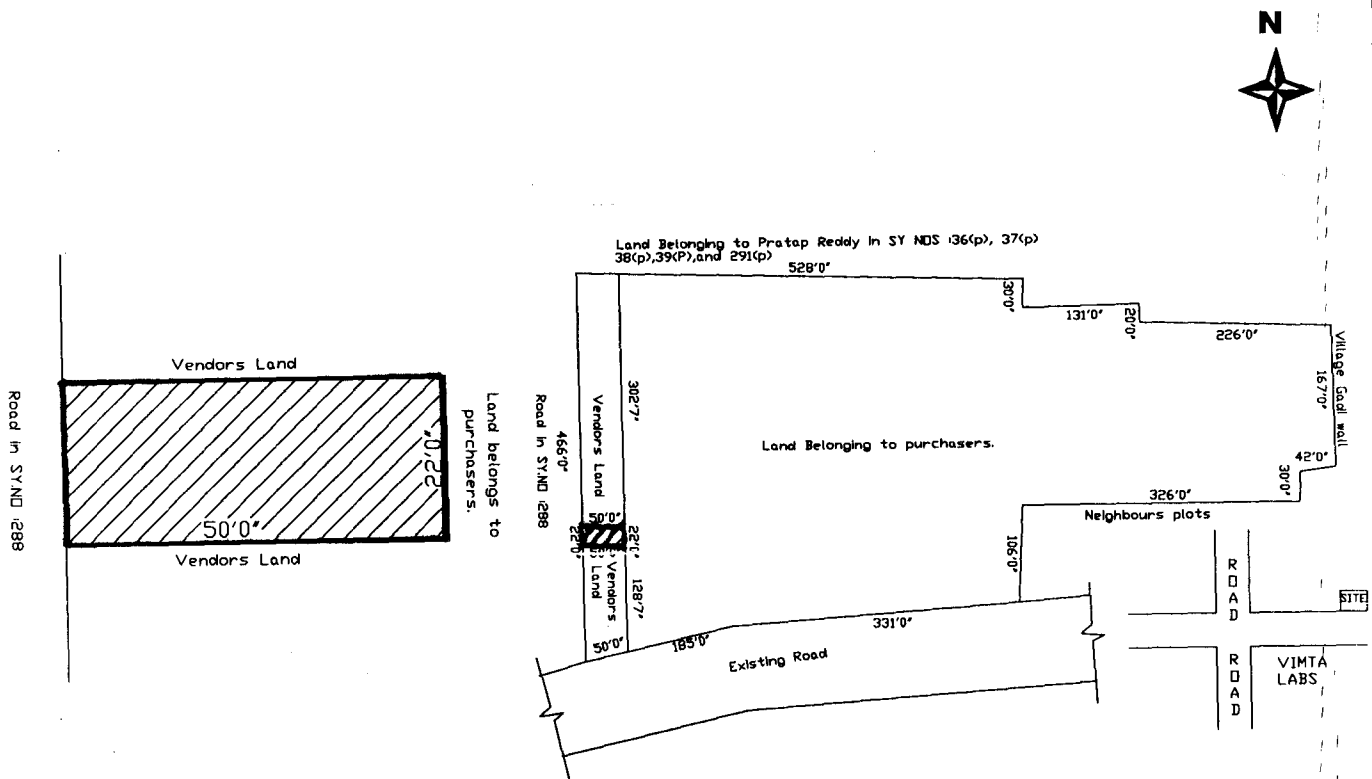 N
Land Belonging to Pratap Reddy in SY NOS :36(p), 37(p)
38(p),39(P),and 291(p)
528'0"
30'0"
131'0"
20'0"
226'0"
Village Gadi wall
167'0"
42'0"
30'0"
326'0"
Neighbours plots
106'0"
Land Belonging to purchasers.
302'7"
Vendors Land
466'0"
Road in SY.NO :288
50'0"
22'0"
22'0"
Vendors
Land
128'7"
50'0"
185'0"
331'0"
Existing Road
Vendors Land
22'0"
50'0"
Vendors Land
Road in SY.NO :288
Land belongs to
purchasers.
ROAD
ROAD
SITE
VIMTA
LABS